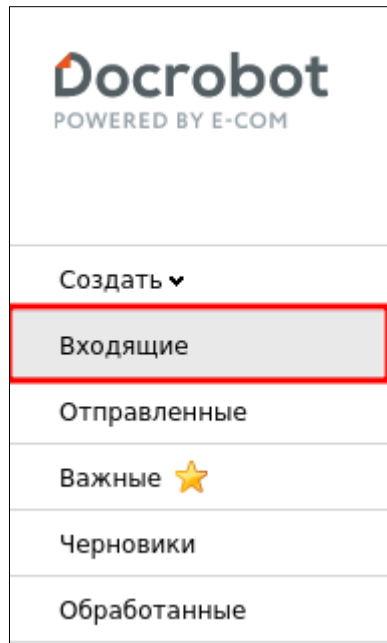 Docrobot
POWERED BY E-COM
Создать
Входящие
Отправленные
Важные
Черновики
Обработанные